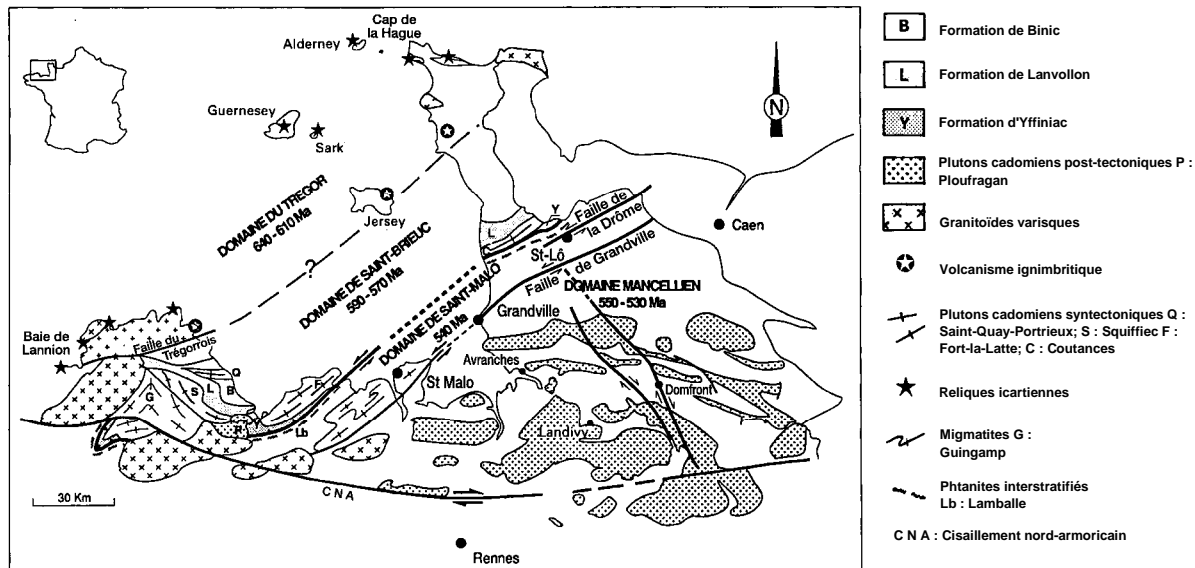 Cap de
la Hague
Alderney
Guernesey
Sark
Jersey
N
DOMAINE DU TREGOR
640 - 610 Ma
?
DOMAINE DE SAINT-BRIEUC
590 - 570 Ma
DOMAINE DE SAINT-MALO
540 Ma
L
Y
Faille de
la Drôme
St-Lô
Faille de Grandville
Caen
DOMAINE MANCELLIEN
550 - 530 Ma
Grandville
Avranches
St Malo
Domfront
Landivy
Baie de
Lannion
Faille du
Trégorrois
Q
G
S
L
B
F
P
Lb
30 Km
C N A
Rennes
B
Formation de Binic
L
Formation de Lanvollon
Y
Formation d'Yffiniac
Plutons cadomiens post-tectoniques P :
Ploufragan
Granitoïdes varisques
Volcanisme ignimbritique
Plutons cadomiens syntectoniques Q :
Saint-Quay-Portrieux; S : Squiffiec F :
Fort-la-Latte; C : Coutances
Reliques icartiennes
Migmatites G :
Guingamp
Phtanites interstratifiés
Lb : Lamballe
C N A : Cisaillement nord-armoricain